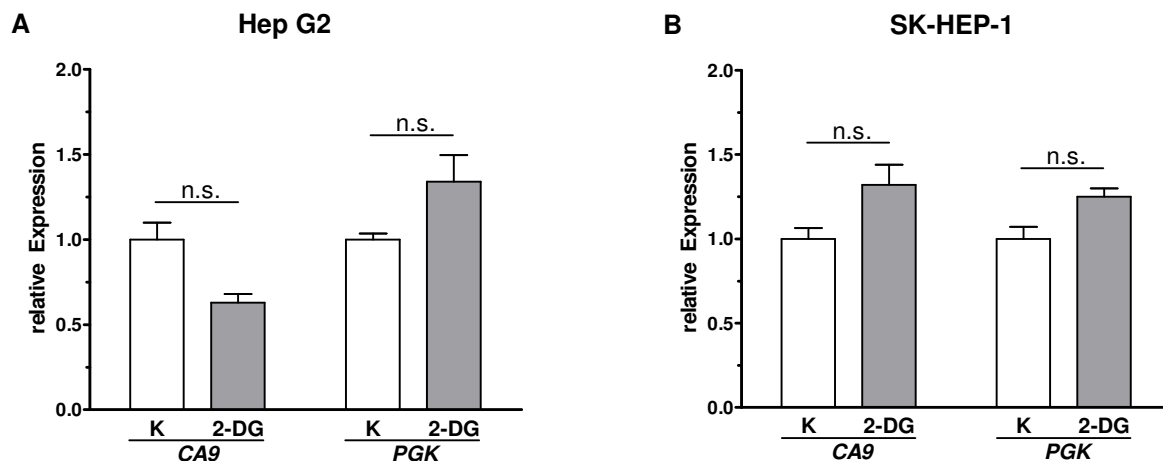 A
Hep G2
relative Expression
2.0
1.5
1.0
0.5
0.0
n.s.
n.s.
K 2-DG K 2-DG
CA9 PGK
B
SK-HEP-1
relative Expression
2.0
1.5
1.0
0.5
0.0
n.s.
n.s.
K 2-DG K 2-DG
CA9 PGK